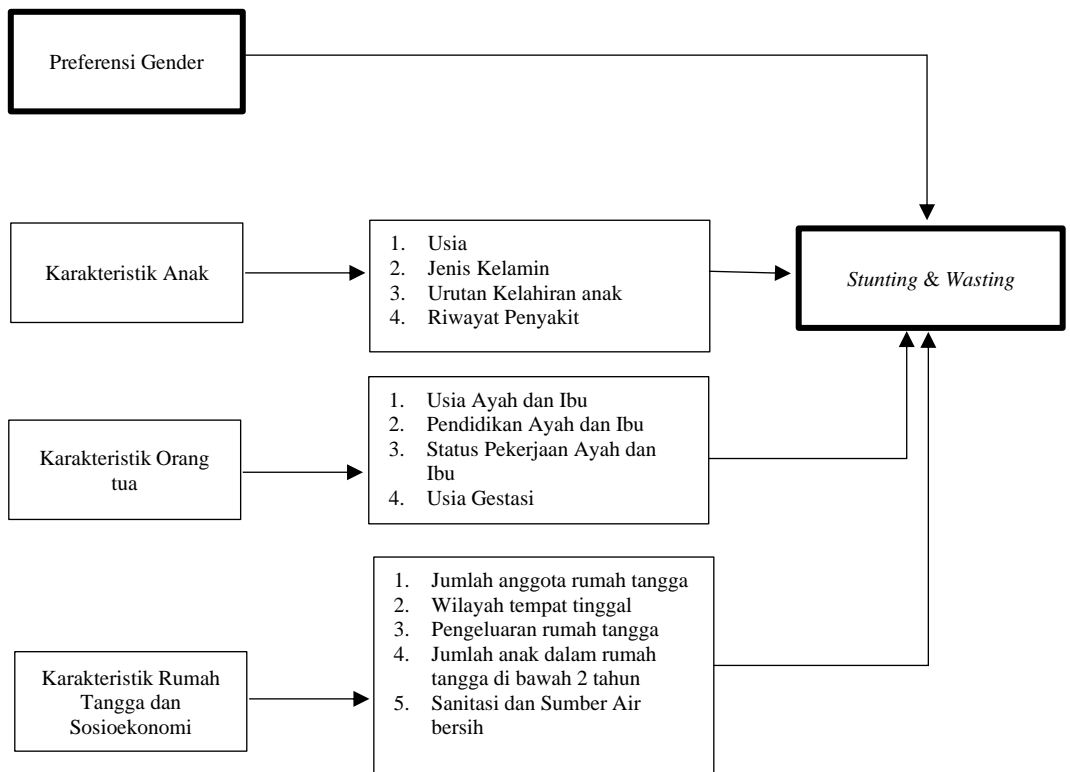 Preferensi Gender
Karakteristik Anak
1. Usia
2. Jenis Kelamin
3. Urutan Kelahiran anak
4. Riwayat Penyakit
Stunting & Wasting
Karakteristik Orang
tua
1. Usia Ayah dan Ibu
2. Pendidikan Ayah dan Ibu
3. Status Pekerjaan Ayah dan
Ibu
4. Usia Gestasi
Karakteristik Rumah
Tangga dan
Sosioekonomi
1. Jumlah anggota rumah tangga
2. Wilayah tempat tinggal
3. Pengeluaran rumah tangga
4. Jumlah anak dalam rumah
tangga di bawah 2 tahun
5. Sanitasi dan Sumber Air
bersih